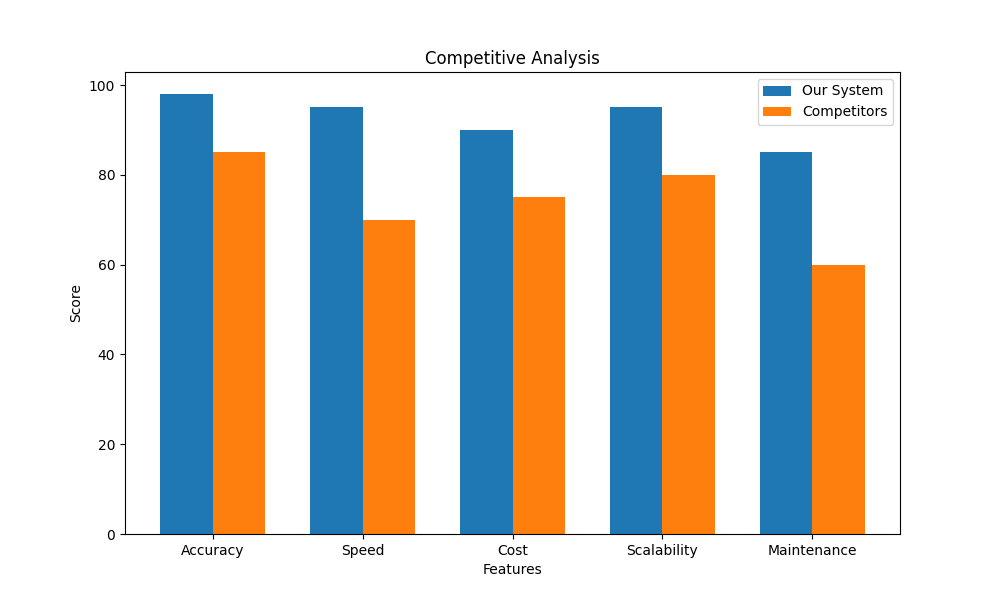 Competitive Analysis
Our System
Competitors
100
80
60
40
20
0
Score
Accuracy Speed Cost Scalability Maintenance
Features